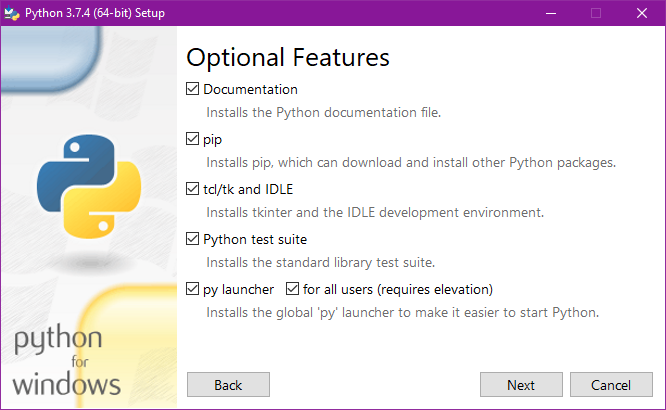 Python 3.7.4 (64-bit) Setup
Optional Features
Documentation
Installs the Python documentation file.
pip
Installs pip, which can download and install other Python packages.
tcl/tk and IDLE
Installs tkinter and the IDLE development environment.
Python test suite
Installs the standard library test suite.
py launcher for all users (requires elevation)
Installs the global 'py' launcher to make it easier to start Python.
python
for
windows
Back Next Cancel